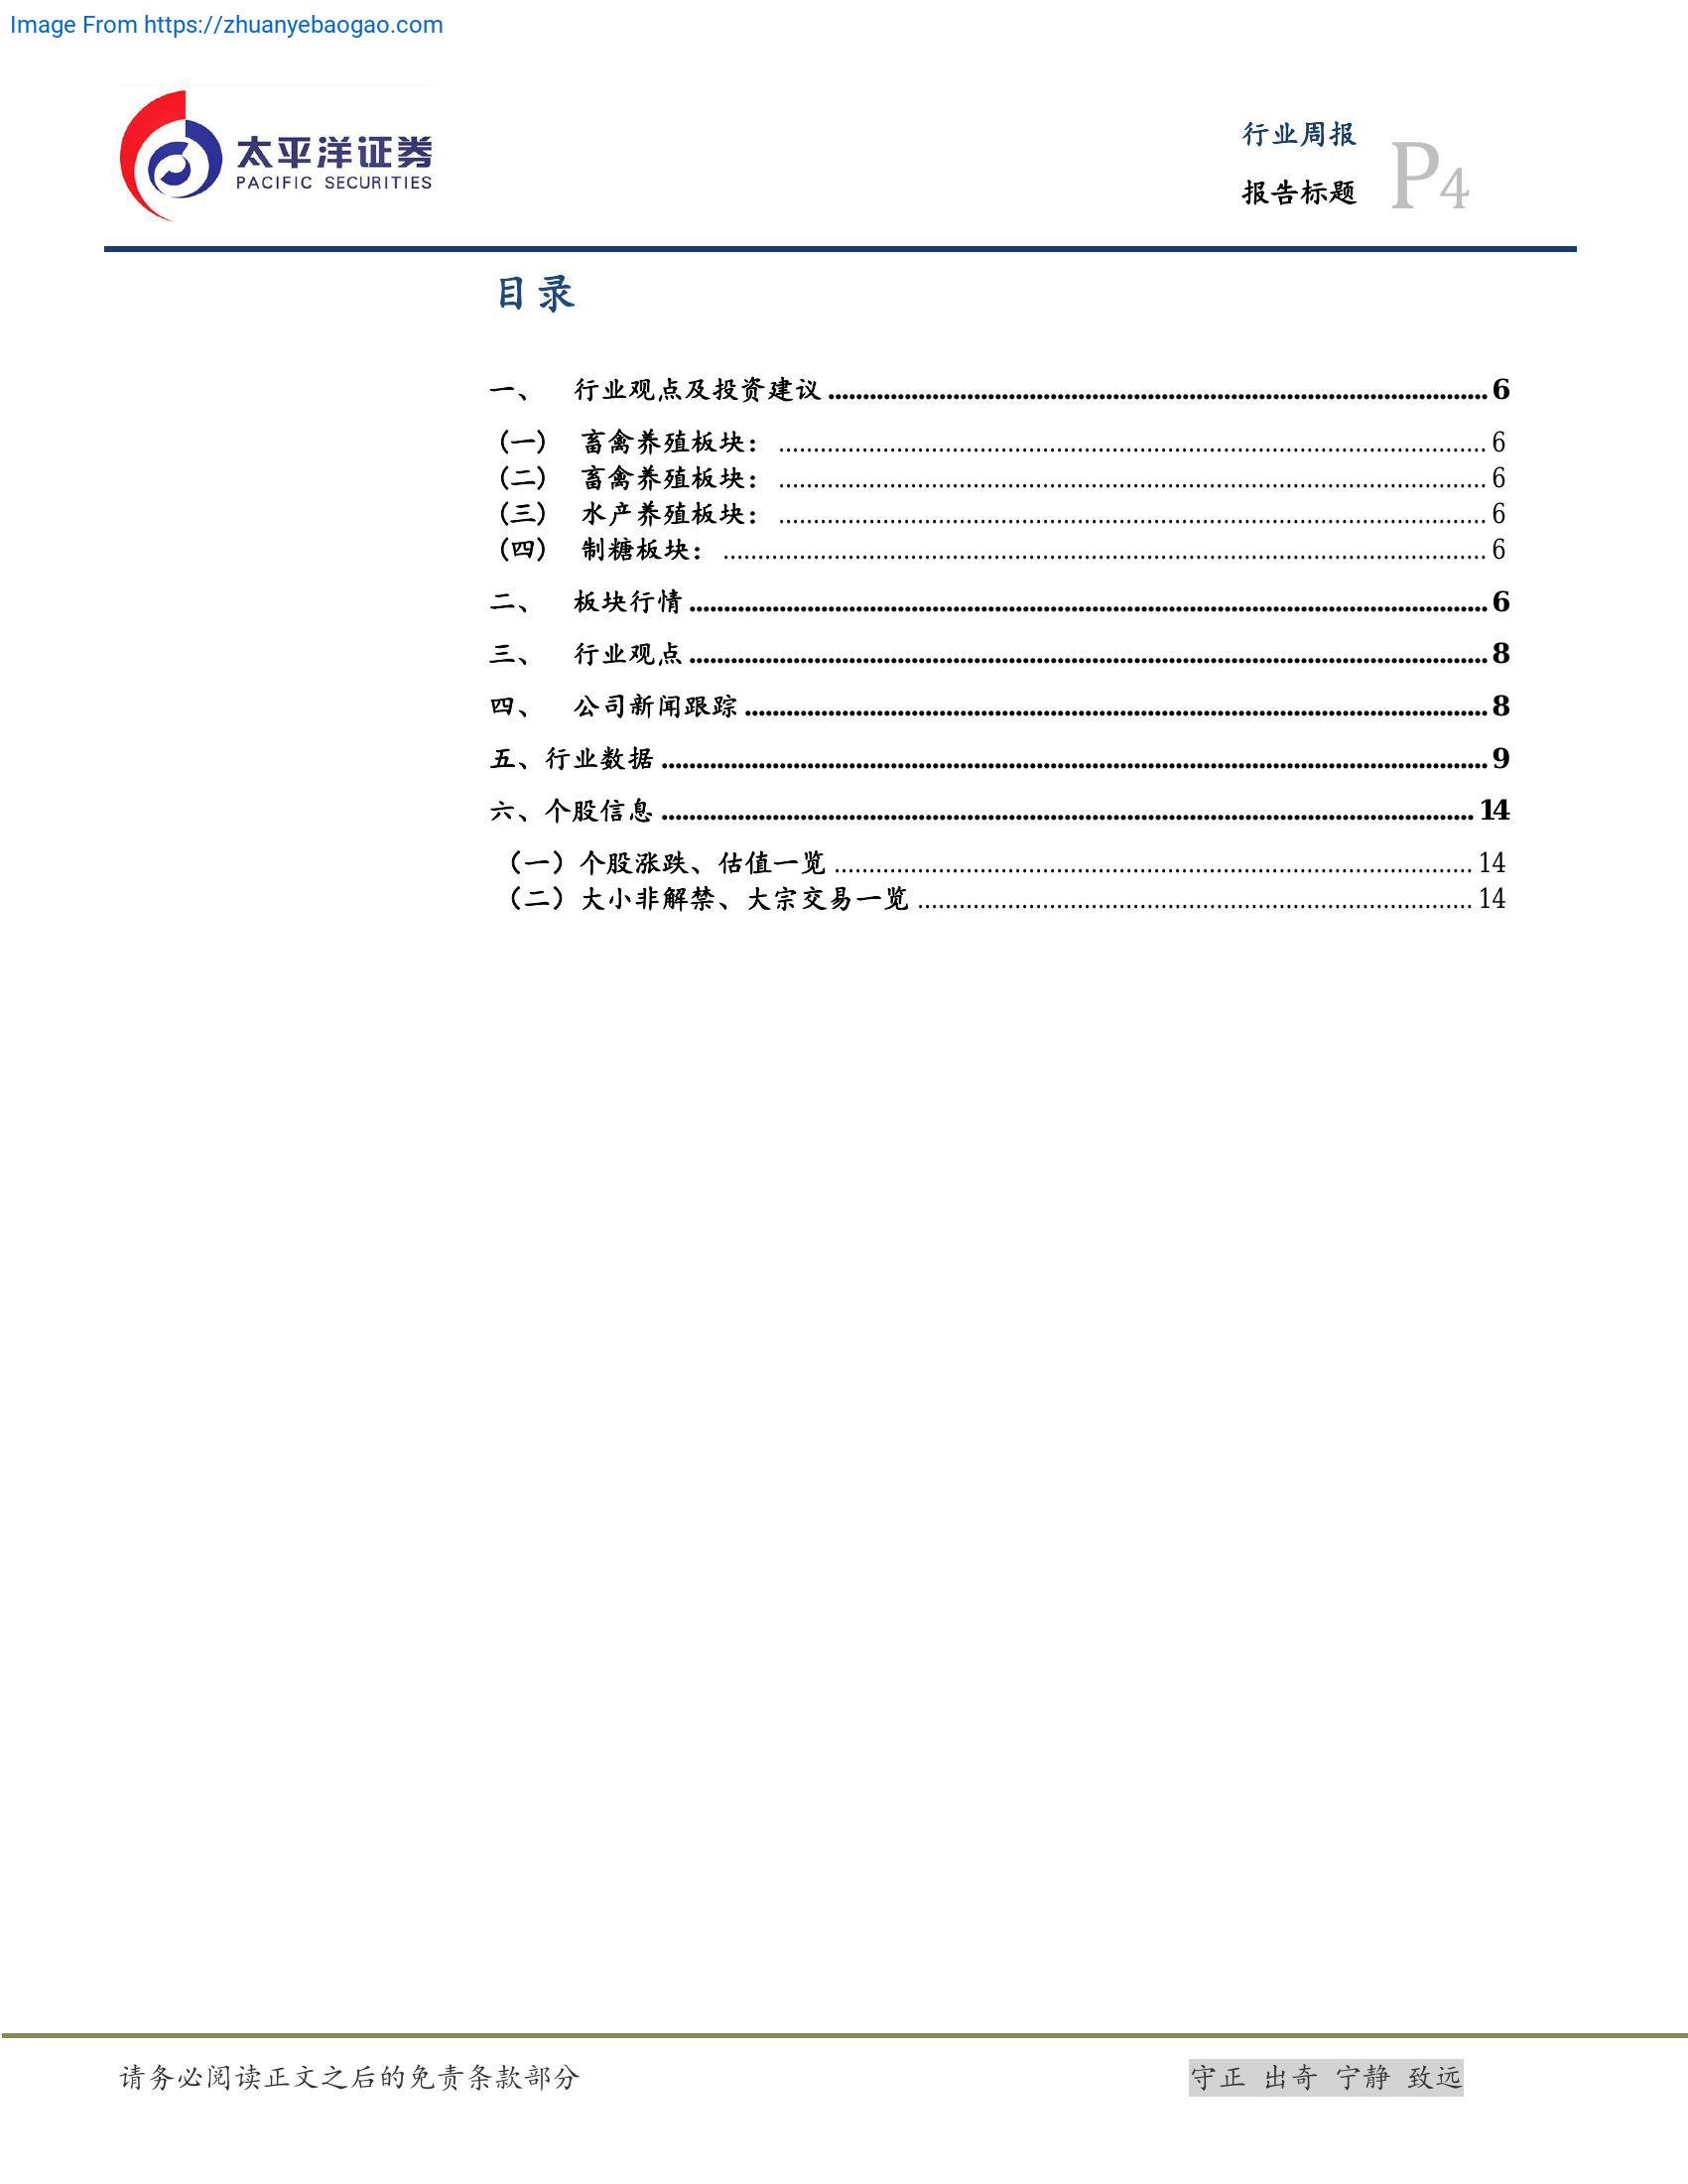 Image From https://zhuanyebaogao.com
太平洋证券
PACIFIC SECURITIES
行业周报
报告标题
P4
目录
一、 行业观点及投资建议 6
(一) 畜禽养殖板块： 6
(二) 畜禽养殖板块： 6
(三) 水产养殖板块： 6
(四) 制糖板块： 6
二、 板块行情 6
三、 行业观点 8
四、 公司新闻跟踪 8
五、行业数据 9
六、个股信息 14
（一）个股涨跌、估值一览 14
（二）大小非解禁、大宗交易一览 14
请务必阅读正文之后的免责条款部分
守正 出奇 宁静 致远